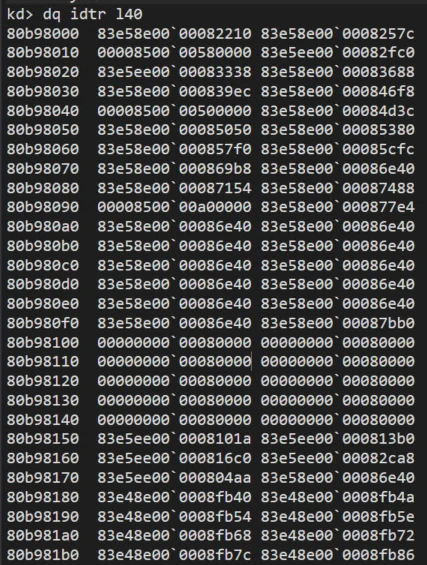 kd> dq idtr l40
80b98000  83e58e00`00082210 83e58e00`0008257c
80b98010  00008500`00580000 83e5ee00`00082fc0
80b98020  83e5ee00`00083338 83e58e00`00083688
80b98030  83e58e00`000839ec 83e58e00`000846f8
80b98040  00008500`00500000 83e58e00`00084d3c
80b98050  83e58e00`00085050 83e58e00`00085380
80b98060  83e58e00`000857f0 83e58e00`00085cfc
80b98070  83e58e00`000869b8 83e58e00`00086e40
80b98080  83e58e00`00087154 83e58e00`00087488
80b98090  00008500`00a00000 83e58e00`000877e4
80b980a0  83e58e00`00086e40 83e58e00`00086e40
80b980b0  83e58e00`00086e40 83e58e00`00086e40
80b980c0  83e58e00`00086e40 83e58e00`00086e40
80b980d0  83e58e00`00086e40 83e58e00`00086e40
80b980e0  83e58e00`00086e40 83e58e00`00086e40
80b980f0  83e58e00`00086e40 83e58e00`00087bb0
80b98100  00000000`00080000 00000000`00080000
80b98110  00000000`00080000 00000000`00080000
80b98120  00000000`00080000 00000000`00080000
80b98130  00000000`00080000 00000000`00080000
80b98140  00000000`00080000 00000000`00080000
80b98150  83e5ee00`0008101a 83e5ee00`000813b0
80b98160  83e5ee00`000816c0 83e5ee00`00082ca8
80b98170  83e5ee00`000804aa 83e58e00`00086e40
80b98180  83e48e00`0008fb40 83e48e00`0008fb4a
80b98190  83e48e00`0008fb54 83e48e00`0008fb5e
80b981a0  83e48e00`0008fb68 83e48e00`0008fb72
80b981b0  83e48e00`0008fb7c 83e48e00`0008fb86